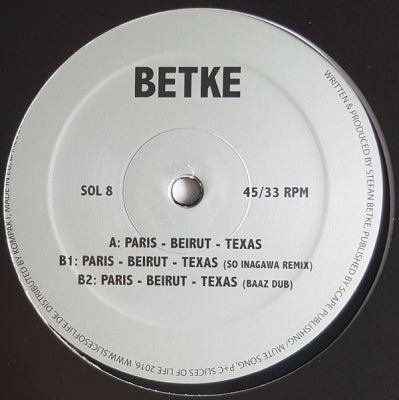 BETKE
SOL 8
45/33 RPM
A: PARIS - BEIRUT - TEXAS
B1: PARIS - BEIRUT - TEXAS (SO INAGAWA REMIX)
B2: PARIS - BEIRUT - TEXAS (BAAZ DUB)
WRITTEN & PRODUCED BY STEFAN BETKE, PUBLISHED BY SCAPE PUBLISHING/ MUTE SONG, P+C SLICES OF LIFE 2016, WWW.SLICESOFLIFE.DE, DISTRIBUTED BY KOMPAKT, MADE IN